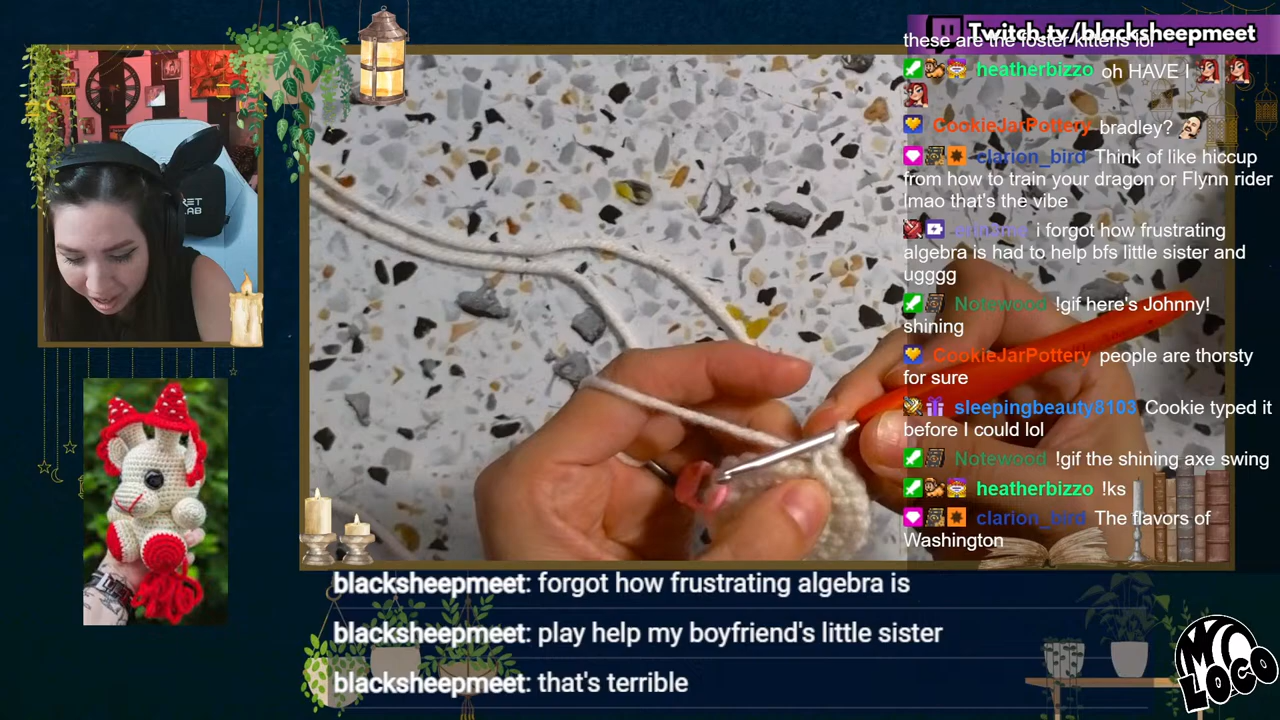 Twitch.tv/blacksheepmeet
these are the foster kittens lol
heatherbizzo oh HAVE I
CookieJarPottery bradley?
clarion_bird Think of like hiccup
from how to train your dragon or Flynn rider
lmao that's the vibe
i forgot how frustrating
algebra is had to help bfs little sister and
ugggg
Notewood !gif here's Johnny!
shining
CookieJarPottery people are thorsty
for sure
sleepingbeauty8103 Cookie typed it
before I could lol
Notewood !gif the shining axe swing
heatherbizzo !ks
clarion_bird The flavors of
Washington
blacksheepmeet: forgot how frustrating algebra is
blacksheepmeet: play help my boyfriend's little sister
blacksheepmeet: that's terrible
MC
LOCO